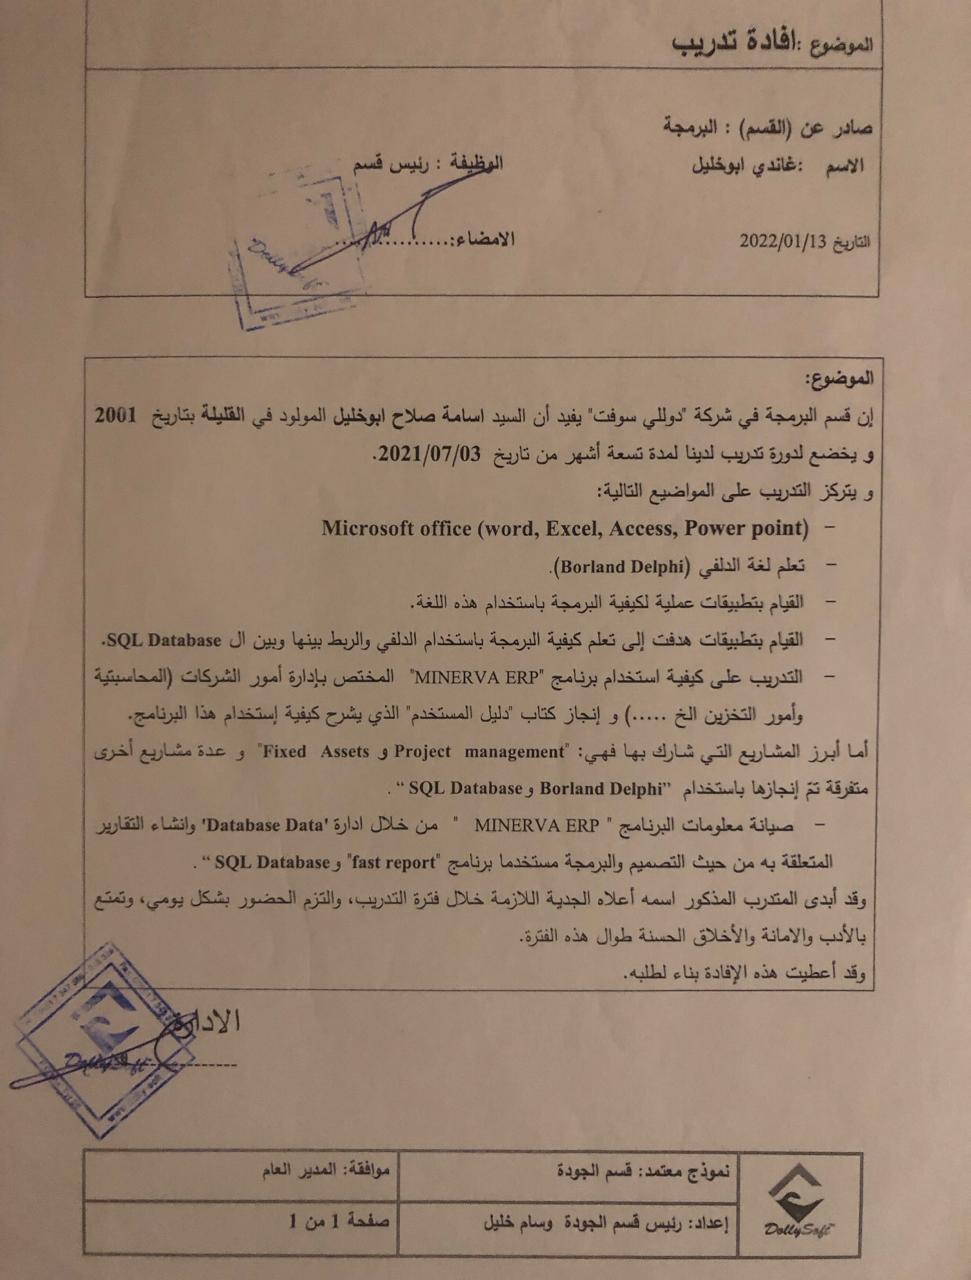 الموضوع :افادة تدريب
صادر عن (القسم) : البرمجة
الاسم :غاندي ابوخليل الوظيفة : رئيس قسم
التاريخ 2022/01/13 الامضاء:..................
DollySoft
الموضوع:
إن قسم البرمجة في شركة "دوللي سوفت" يفيد أن السيد اسامة صلاح ابوخليل المولود في القليلة بتاريخ 2001
و يخضع لدورة تدريب لدينا لمدة تسعة أشهر من تاريخ 2021/07/03.
و يتركز التدريب على المواضيع التالية:
- Microsoft office (word, Excel, Access, Power point)
- تعلم لغة الدلفي (Borland Delphi).
- القيام بتطبيقات عملية لكيفية البرمجة باستخدام هذه اللغة.
- القيام بتطبيقات هدفت إلى تعلم كيفية البرمجة باستخدام الدلفي والربط بينها وبين ال SQL Database.
- التدريب على كيفية استخدام برنامج "MINERVA ERP" المختص بإدارة أمور الشركات (المحاسبتية
وأمور التخزين الخ .....) و إنجاز كتاب "دليل المستخدم" الذي يشرح كيفية إستخدام هذا البرنامج.
أما أبرز المشاريع التي شارك بها فهي: "Project management و Fixed Assets" و عدة مشاريع أخرى
متفرقة تمّ إنجازها باستخدام "Borland Delphi و SQL Database" .
- صيانة معلومات البرنامج " MINERVA ERP " من خلال ادارة 'Database Data' وانشاء التقارير
المتعلقة به من حيث التصميم والبرمجة مستخدما برنامج "fast report" و SQL Database" .
وقد أبدى المتدرب المذكور اسمه أعلاه الجدية اللازمة خلال فترة التدريب، والتزم الحضور بشكل يومي، وتمتع
بالأدب والامانة والأخلاق الحسنة طوال هذه الفترة.
وقد أعطيت هذه الإفادة بناء لطلبه.
الادارة
DollySoft
نموذج معتمد: قسم الجودة موافقة: المدير العام
إعداد: رئيس قسم الجودة وسام خليل صفحة 1 من 1
DollySoft